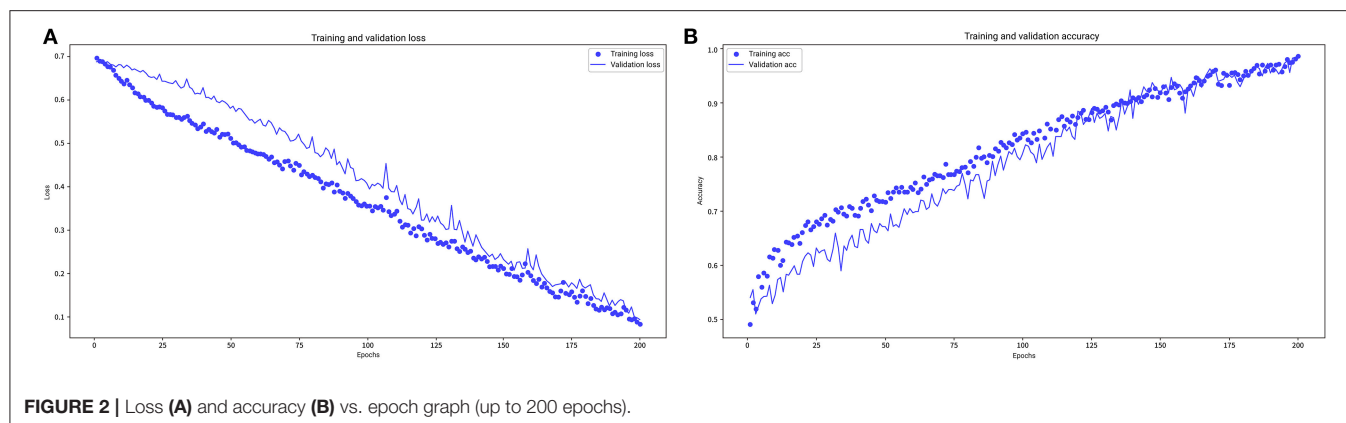 A
Training and validation loss
Training loss
Validation loss
Loss
0.7
0.6
0.5
0.4
0.3
0.2
0.1
0 25 50 75 100 125 150 175 200
Epochs
B
Training and validation accuracy
Training acc
Validation acc
Accuracy
1.0
0.9
0.8
0.7
0.6
0.5
0 25 50 75 100 125 150 175 200
Epochs
FIGURE 2 | Loss (A) and accuracy (B) vs. epoch graph (up to 200 epochs).